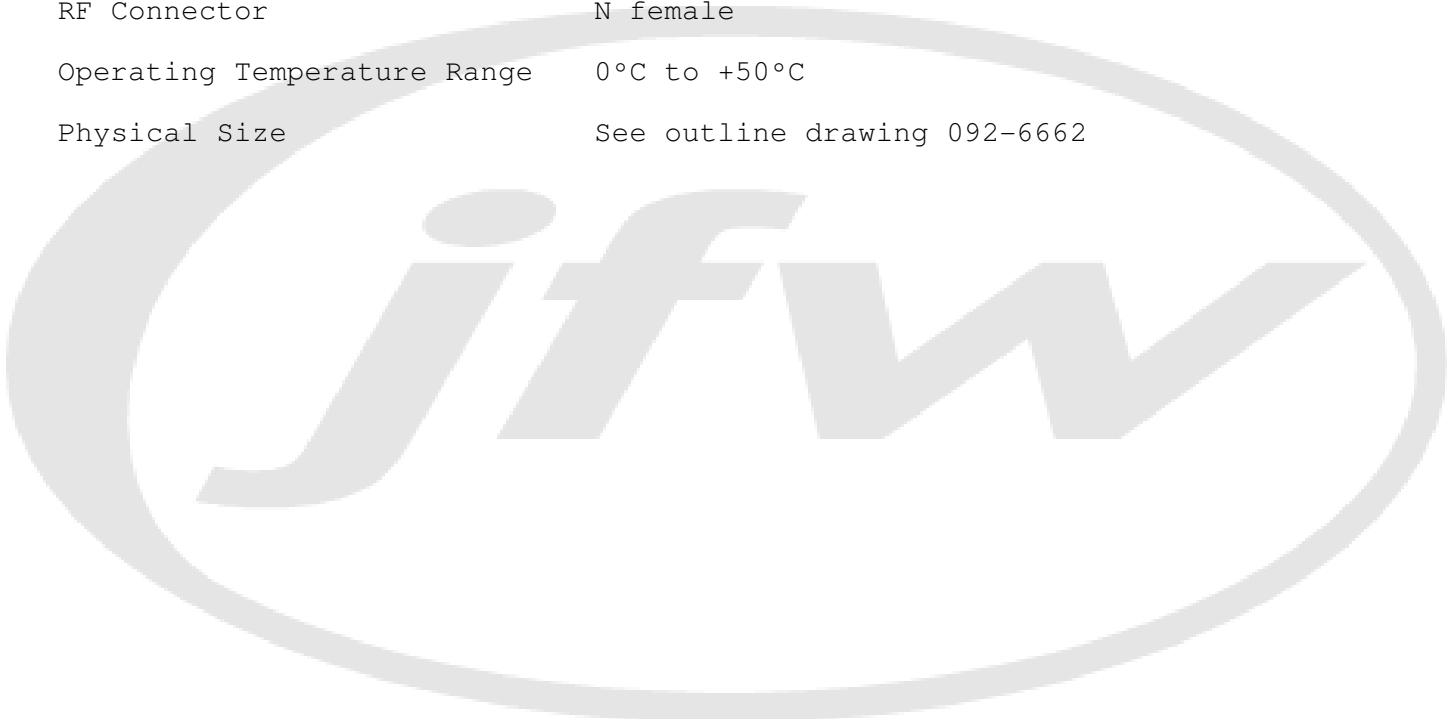 RF Connector N female
Operating Temperature Range 0°C to +50°C
Physical Size See outline drawing 092-6662
jfw